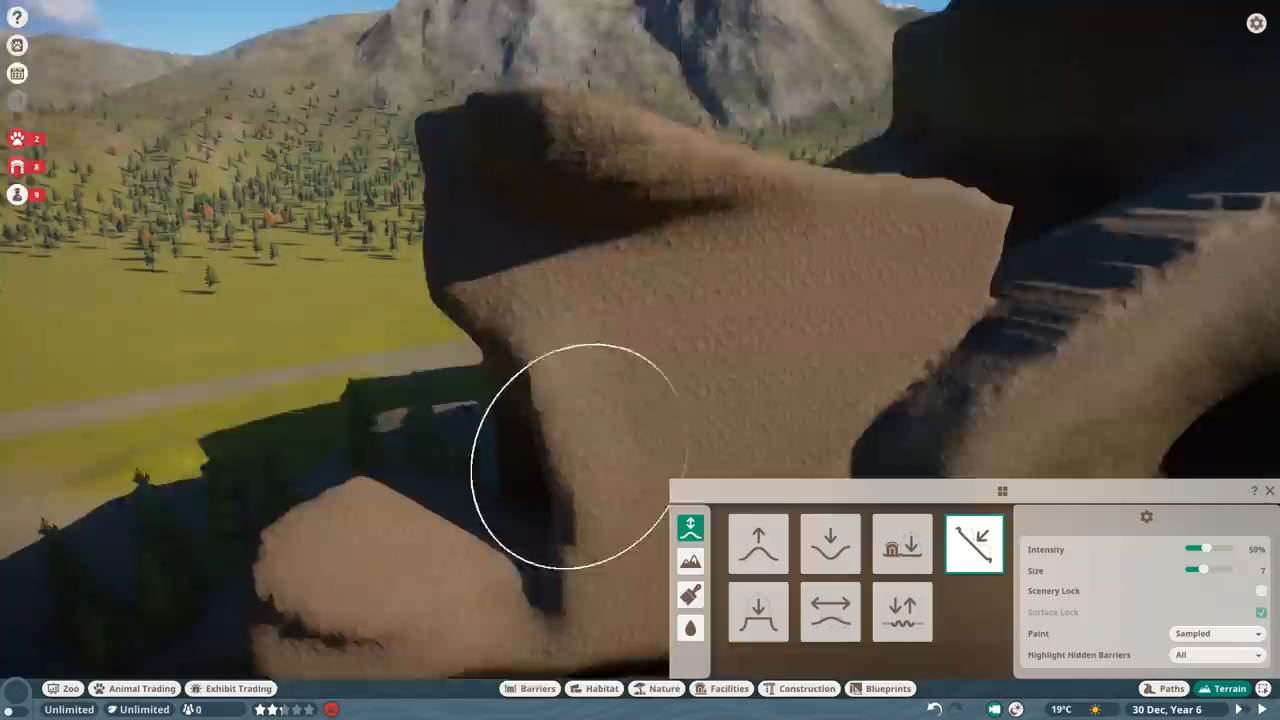 ?
2
8
9
? ×
Intensity 50%
Size 7
Scenery Lock
Surface Lock
Paint Sampled
Highlight Hidden Barriers All
Zoo Animal Trading Exhibit Trading Barriers Habitat Nature Facilities Construction Blueprints Paths Terrain
Unlimited Unlimited 0 19°C 30 Dec, Year 6